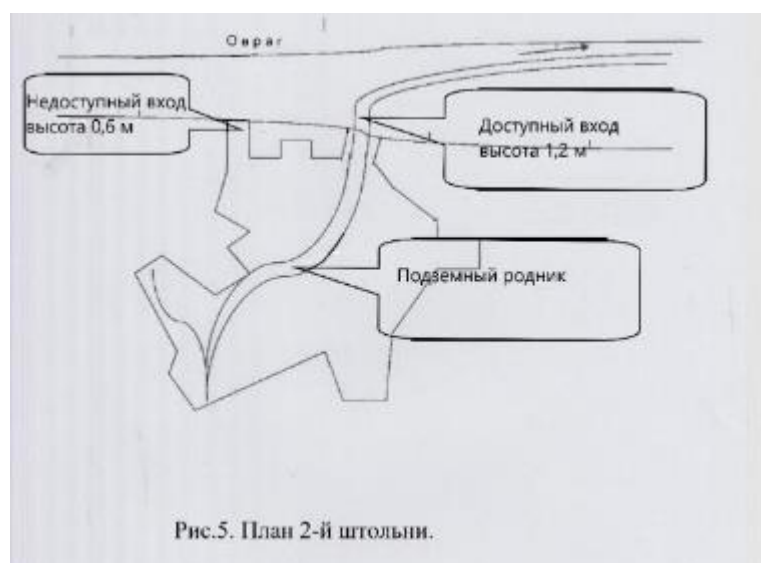 Овраг
Недоступный вход
высота 0,6 м
Доступный вход
высота 1,2 м
Подземный родник
Рис.5. План 2-й штольни.